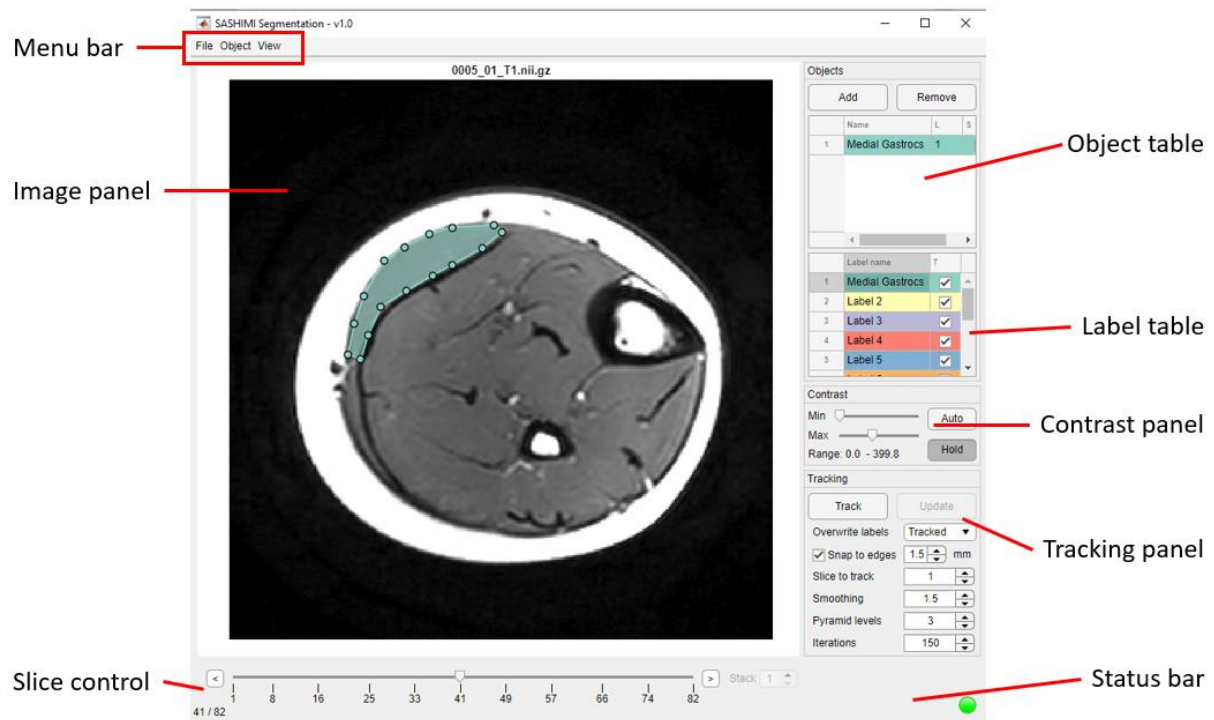 SASHIMI Segmentation - v1.0
Menu bar
File Object View
0005_01_T1.nii.gz
Objects
Add Remove
Name L S
1 Medial Gastrocs 1
Object table
Image panel
Label name T
1 Medial Gastrocs
2 Label 2
3 Label 3
4 Label 4
5 Label 5
Label table
Contrast
Min Auto
Max
Range: 0.0 - 399.8 Hold
Contrast panel
Tracking
Track Update
Overwrite labels Tracked
Snap to edges 1.5 mm
Tracking panel
Slice to track 1
Smoothing 1.5
Pyramid levels 3
Iterations 150
Slice control
< > Stack 1
1 8 16 25 33 41 49 57 66 74 82
41 / 82
Status bar